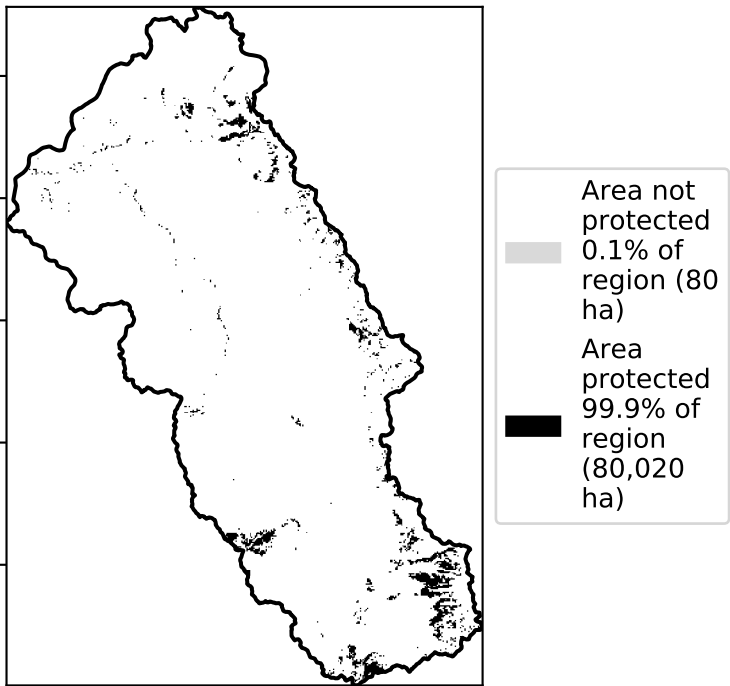 Area not
protected
0.1% of
region (80
ha)
Area
protected
99.9% of
region
(80,020
ha)